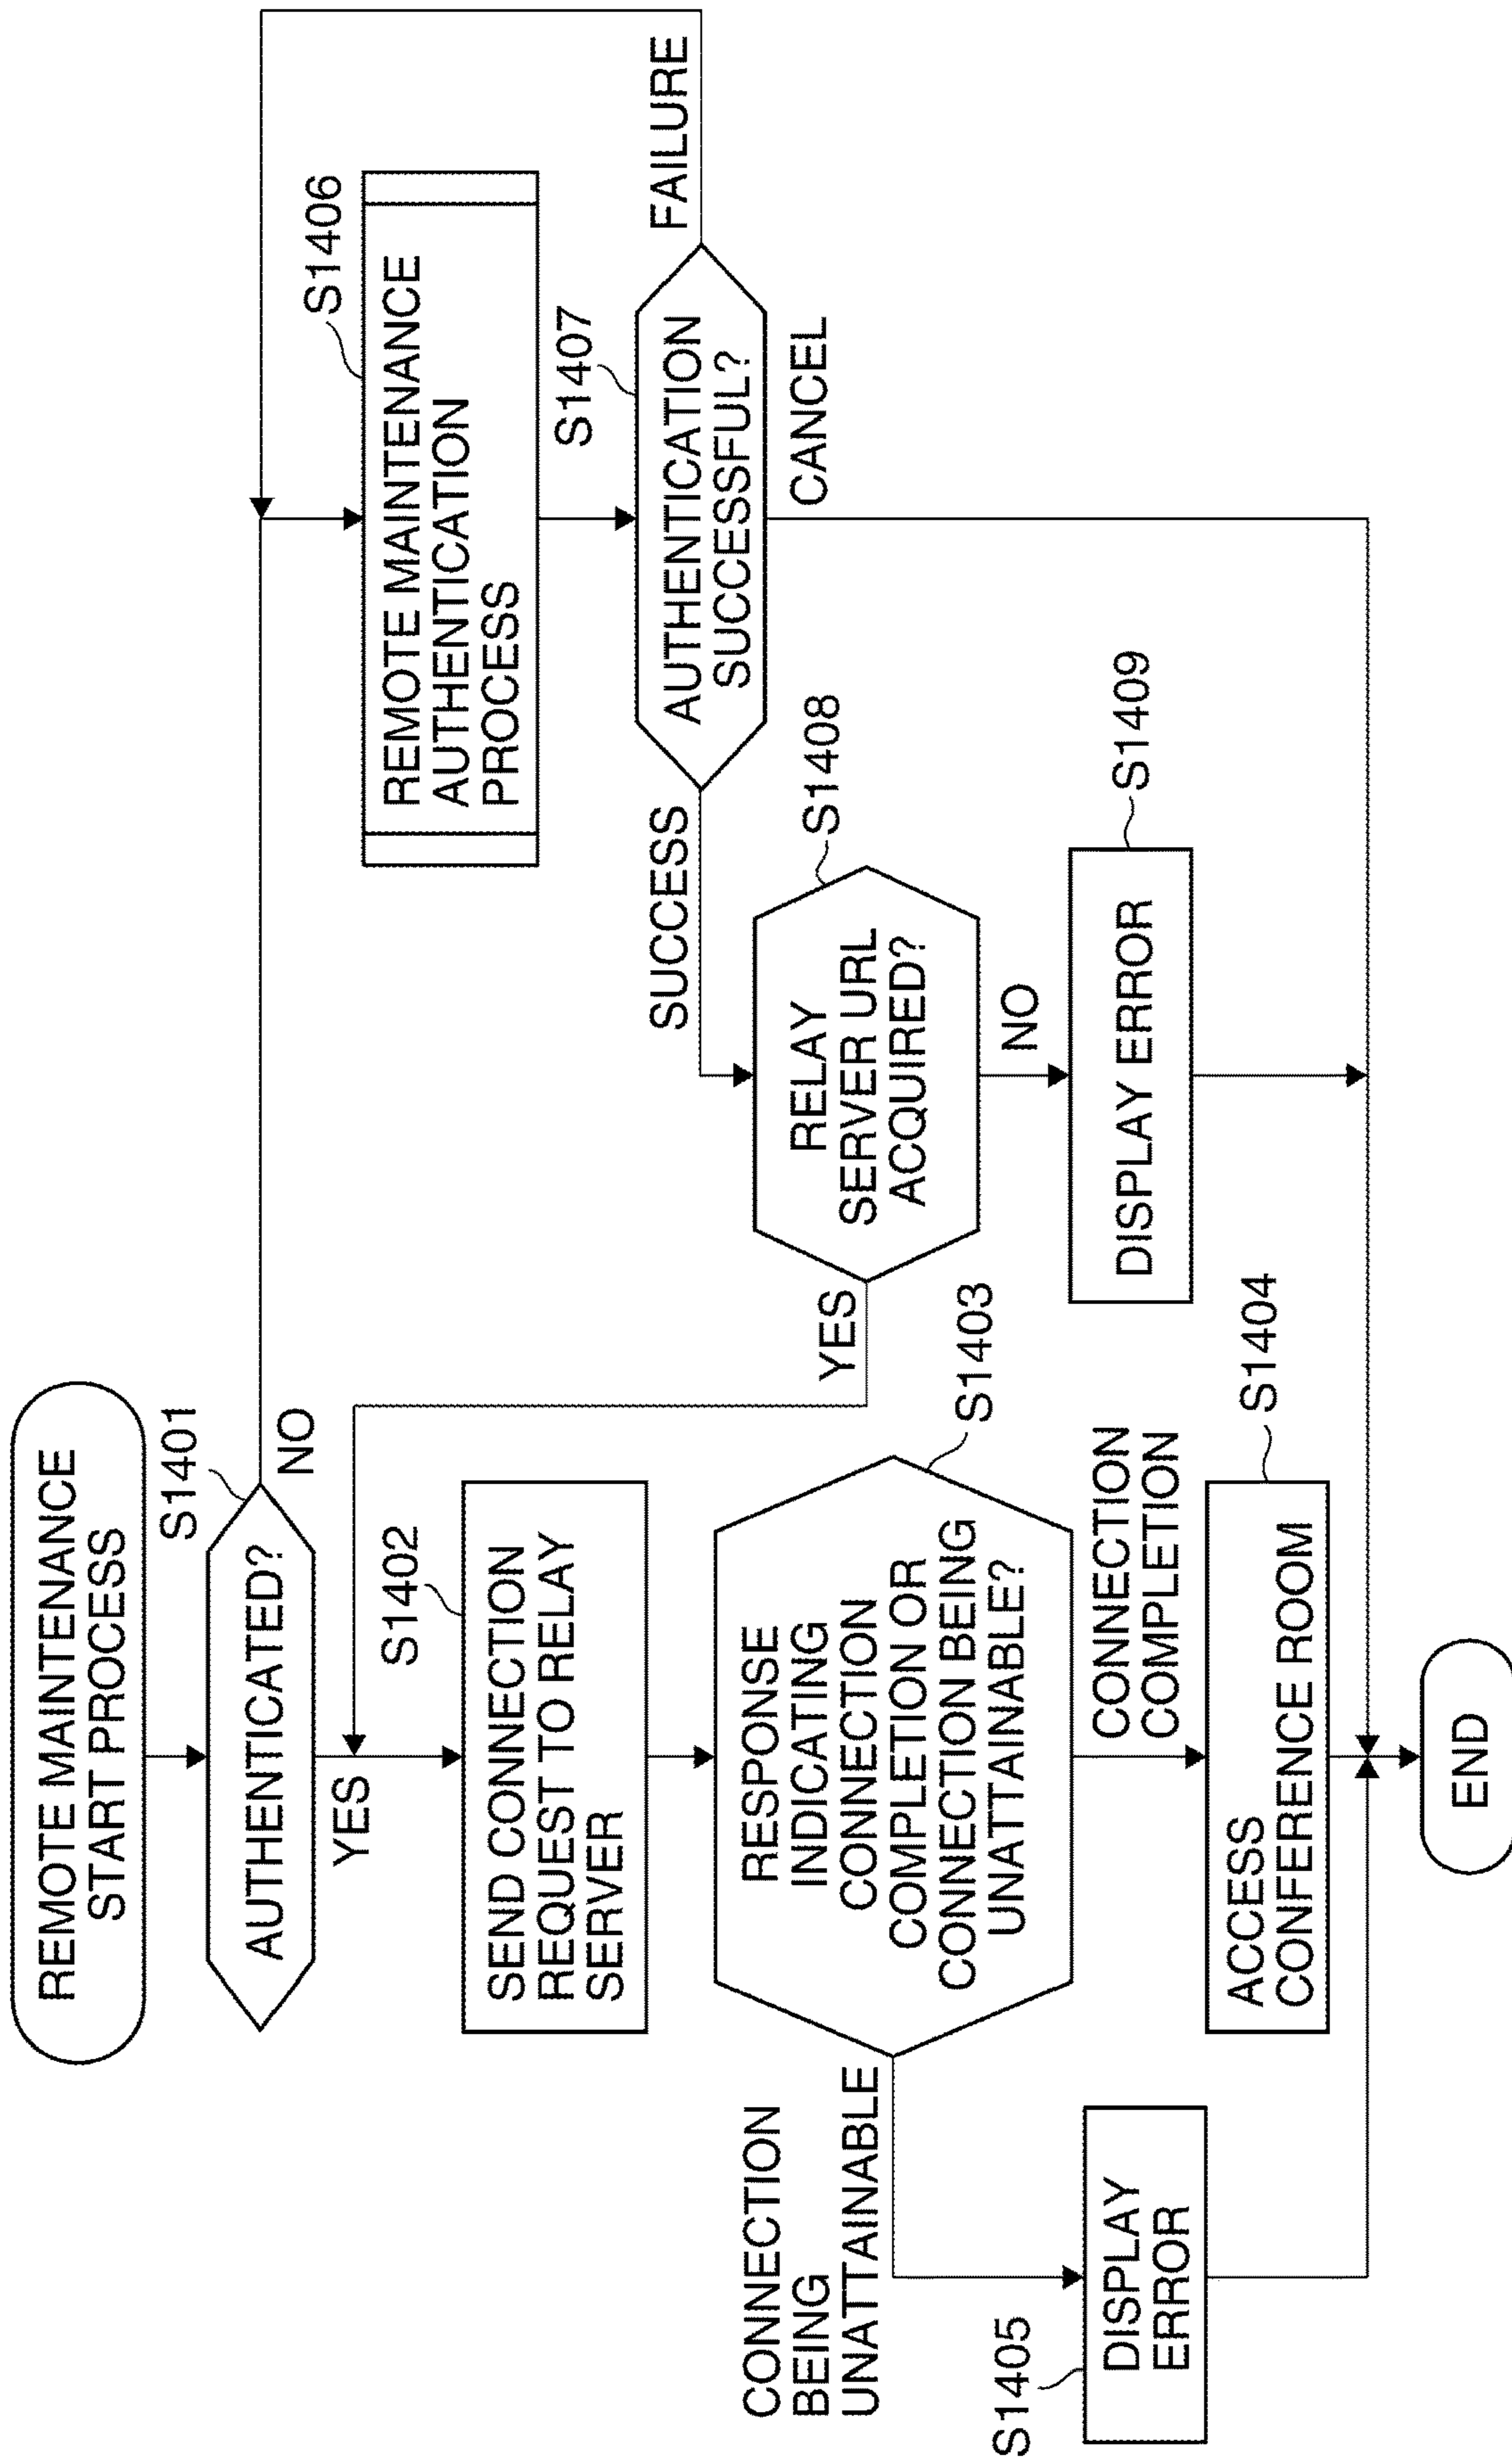 REMOTE MAINTENANCE
START PROCESS
S1401
AUTHENTICATED?
NO
YES
S1402
SEND CONNECTION
REQUEST TO RELAY
SERVER
S1403
RESPONSE
INDICATING
CONNECTION
COMPLETION OR
CONNECTION BEING
UNATTAINABLE?
CONNECTION
BEING
UNATTAINABLE
CONNECTION
COMPLETION
S1404
ACCESS
CONFERENCE ROOM
S1405
DISPLAY
ERROR
S1406
REMOTE MAINTENANCE
AUTHENTICATION
PROCESS
S1407
AUTHENTICATION
SUCCESSFUL?
FAILURE
CANCEL
SUCCESS
S1408
RELAY
SERVER URL
ACQUIRED?
YES
NO
S1409
DISPLAY ERROR
END